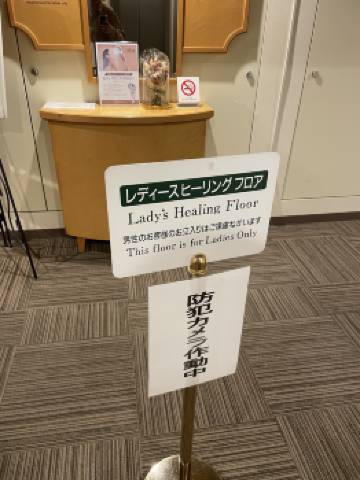 レディースヒーリングフロア
Lady's Healing Floor
男性のお客様のお立入りはご遠慮ねがいます
This floor is for Ladies Only
防犯カメラ作動中